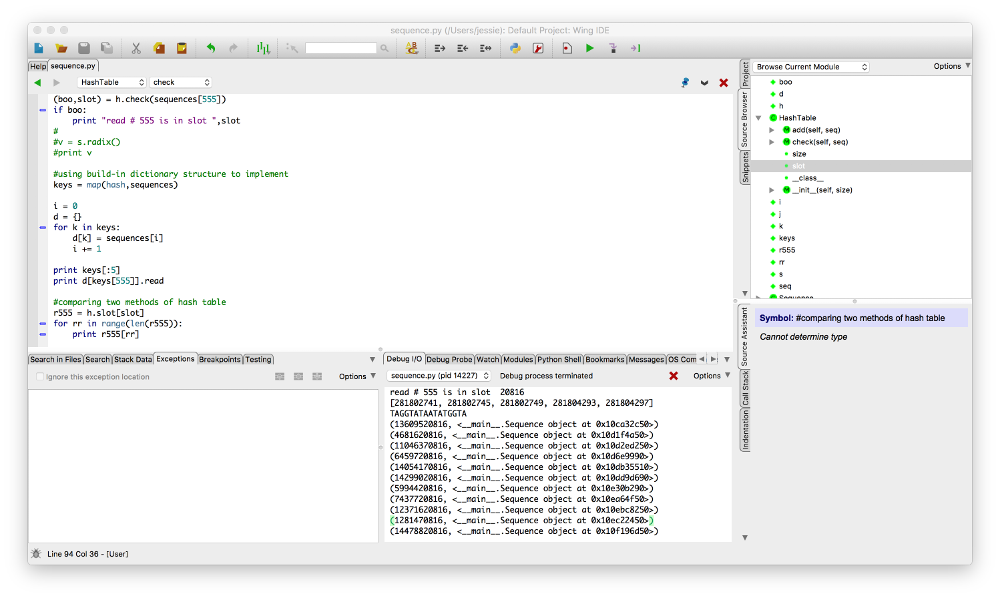 sequence.py (/Users/jessie): Default Project: Wing IDE
Help
sequence.py
HashTable
check
(boo,slot) = h.check(sequences[555])
if boo:
    print "read # 555 is in slot ",slot
#
#v = s.radix()
#print v
#using build-in dictionary structure to implement
keys = map(hash,sequences)
i = 0
d = {}
for k in keys:
    d[k] = sequences[i]
    i += 1
print keys[:5]
print d[keys[555]].read
#comparing two methods of hash table
r555 = h.slot[slot]
for rr in range(len(r555)):
    print r555[rr]
Project
Source Browser
Snippets
Browse Current Module
Options
boo
d
h
HashTable
add(self, seq)
check(self, seq)
size
slot
__class__
__init__(self, size)
i
j
k
keys
r555
rr
s
seq
Sequence
Source Assistant
Call Stack
Indentation
Symbol: #comparing two methods of hash table
Cannot determine type
Search in Files
Search
Stack Data
Exceptions
Breakpoints
Testing
Ignore this exception location
Options
Debug I/O
Debug Probe
Watch
Modules
Python Shell
Bookmarks
Messages
OS Com
sequence.py (pid 14227)
Debug process terminated
Options
read # 555 is in slot  20816
[281802741, 281802745, 281802749, 281804293, 281804297]
TAGGTATAATATGGTA
(13609520816, <__main__.Sequence object at 0x10ca32c50>)
(4681620816, <__main__.Sequence object at 0x10d1f4a50>)
(11046370816, <__main__.Sequence object at 0x10d2ed250>)
(6459720816, <__main__.Sequence object at 0x10d6e9990>)
(14054170816, <__main__.Sequence object at 0x10db35510>)
(14299020816, <__main__.Sequence object at 0x10dd9d690>)
(5994420816, <__main__.Sequence object at 0x10e30b290>)
(7437720816, <__main__.Sequence object at 0x10ea64f50>)
(12371620816, <__main__.Sequence object at 0x10ebc8250>)
(1281470816, <__main__.Sequence object at 0x10ec22450>)
(14478820816, <__main__.Sequence object at 0x10f196d50>)
Line 94 Col 36 - [User]